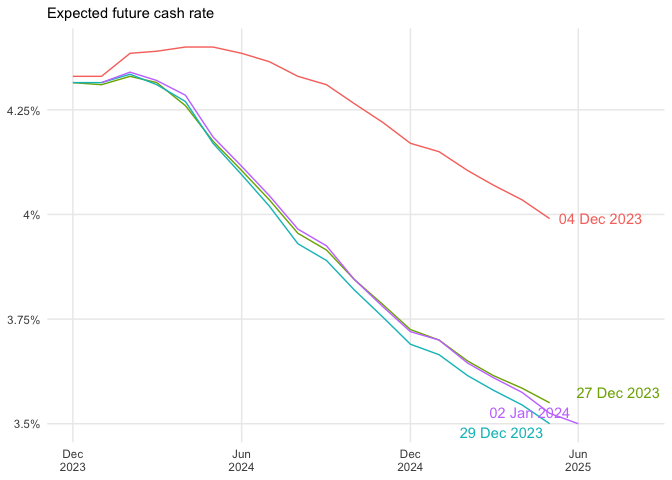 Expected future cash rate
4.25%
4%
3.75%
3.5%
04 Dec 2023
27 Dec 2023
02 Jan 2024
29 Dec 2023
Dec
2023
Jun
2024
Dec
2024
Jun
2025